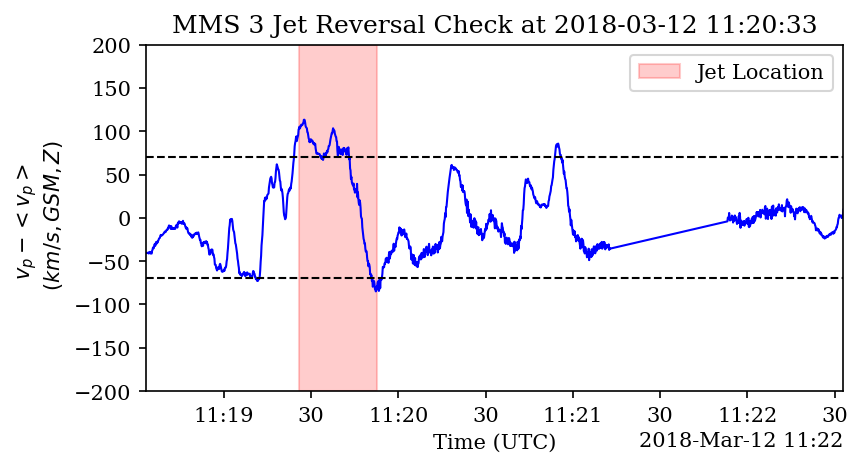 MMS 3 Jet Reversal Check at 2018-03-12 11:20:33
200
150
100
50
0
−50
−100
−150
−200
v_p − < v_p >
(km/s, GSM, Z)
Jet Location
11:19 30 11:20 30 11:21 30 11:22 30
Time (UTC)
2018-Mar-12 11:22